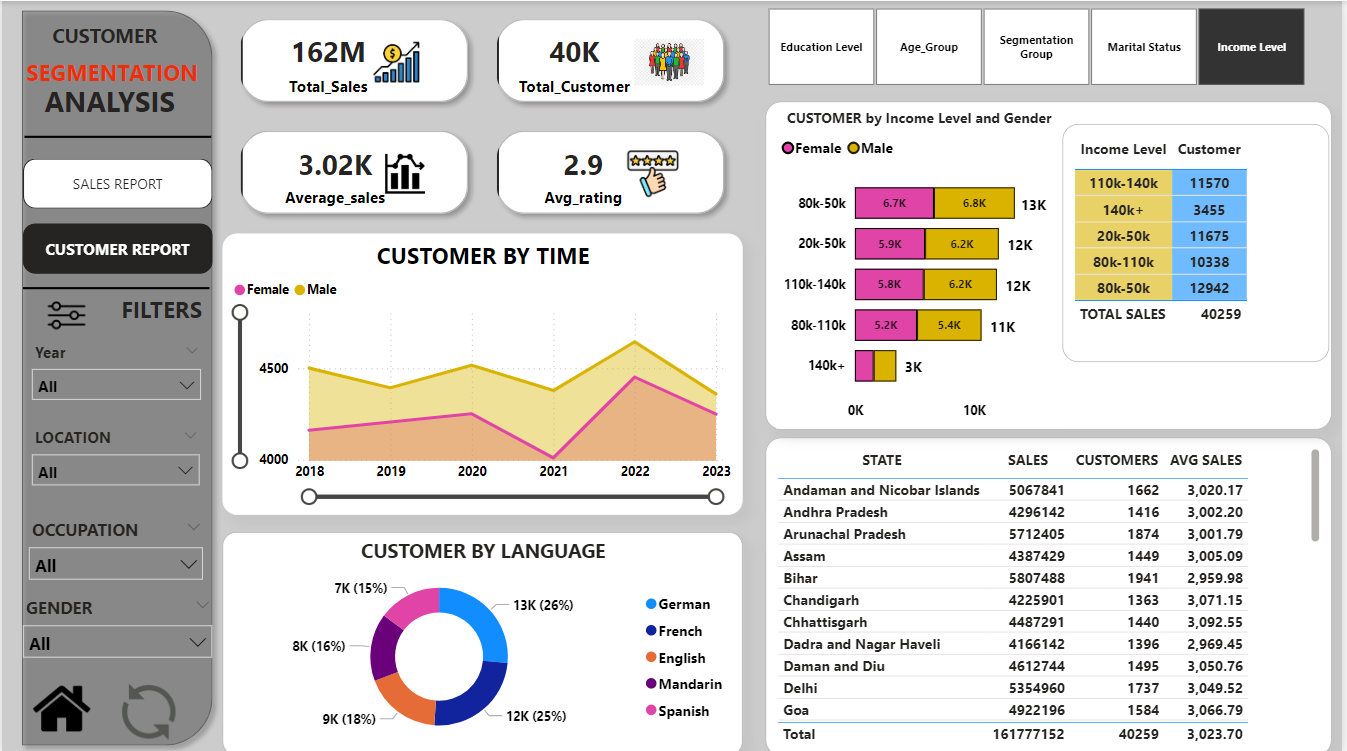 CUSTOMER
SEGMENTATION
ANALYSIS
SALES REPORT
CUSTOMER REPORT
FILTERS
Year
All
LOCATION
All
OCCUPATION
All
GENDER
All
162M
Total_Sales
40K
Total_Customer
3.02K
Average_sales
2.9
Avg_rating
CUSTOMER BY TIME
Female Male
4500
4000
2018 2019 2020 2021 2022 2023
CUSTOMER BY LANGUAGE
7K (15%)
13K (26%)
8K (16%)
9K (18%)
12K (25%)
German
French
English
Mandarin
Spanish
Education Level
Age_Group
Segmentation
Group
Marital Status
Income Level
CUSTOMER by Income Level and Gender
Female Male
80k-50k 6.7K 6.8K 13K
20k-50k 5.9K 6.2K 12K
110k-140k 5.8K 6.2K 12K
80k-110k 5.2K 5.4K 11K
140k+ 3K
0K 10K
Income Level Customer
110k-140k 11570
140k+ 3455
20k-50k 11675
80k-110k 10338
80k-50k 12942
TOTAL SALES 40259
STATE SALES CUSTOMERS AVG SALES
Andaman and Nicobar Islands 5067841 1662 3,020.17
Andhra Pradesh 4296142 1416 3,002.20
Arunachal Pradesh 5712405 1874 3,001.79
Assam 4387429 1449 3,005.09
Bihar 5807488 1941 2,959.98
Chandigarh 4225901 1363 3,071.15
Chhattisgarh 4487291 1440 3,092.55
Dadra and Nagar Haveli 4166142 1396 2,969.45
Daman and Diu 4612744 1495 3,050.76
Delhi 5354960 1737 3,049.52
Goa 4922196 1584 3,066.79
Total 161777152 40259 3,023.70